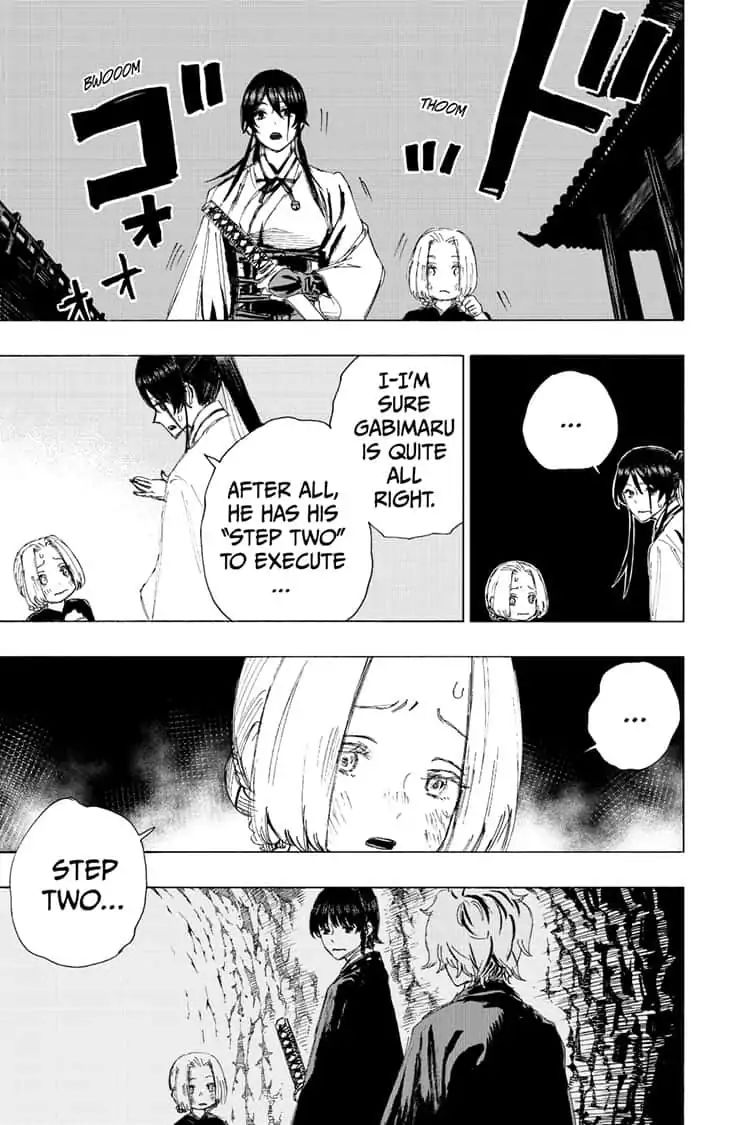 ドォ
THOOM
ゴォォ
BWOOOM
...
I-I'M
SURE
GABIMARU
IS QUITE
ALL
RIGHT.
AFTER ALL,
HE HAS HIS
"STEP TWO"
TO EXECUTE
...
...
STEP
TWO...